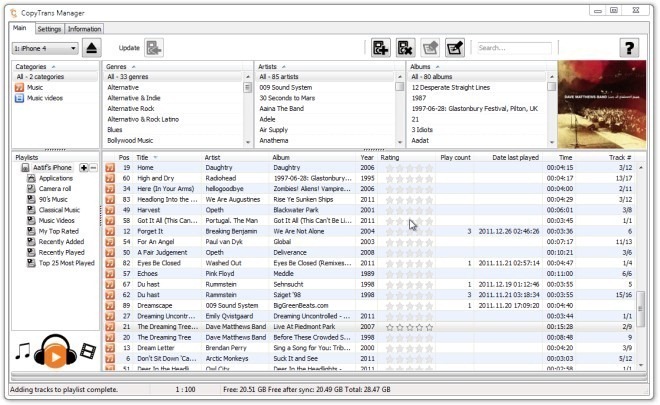 CopyTrans Manager
Main Settings Information
1: iPhone 4 Update Search... ?
Categories Genres Artists Albums
All - 2 categories All - 33 genres All - 85 artists All - 80 albums
Music Alternative 009 Sound System 12 Desperate Straight Lines
Music videos Alternative & Indie 30 Seconds to Mars 1987
Alternative Rock Aaina The Band 1997-06-28: Glastonbury Festival, Pilton, UK
Alternativo & Rock Latino Adele 21
Blues Air Supply 3 Idiots
Bollywood Music Anathema Aadat
DAVE MATTHEWS BAND
Playlists Pos Title Artist Album Year Rating Play count Date last played Time Track #
Aatif's iPhone 19 Home Daughtry Daughtry 2006 00:04:15 3/12
Applications 60 High and Dry Radiohead 1997-06-28: Glastonbury... 1995 00:04:17 13/17
Camera roll 34 Here (In Your Arms) hellogoodbye Zombies! Aliens! Vampire... 2006 00:04:00 2/11
90's Music 83 Headlong Into the ... We Are Augustines Rise Ye Sunken Ships 2011 00:04:29 3/12
Classical Music 49 Harvest Opeth Blackwater Park 2001 00:06:01 3/8
Music Videos 58 Got It All (This Can... Portugal. The Man Got It All (This Can't Be Li... 2011 00:03:45 1/1
My Top Rated 12 Forget It Breaking Benjamin We Are Not Alone 2004 3 2011.12.26 02:46:26 00:03:36 6
Recently Added 54 For An Angel Paul van Dyk Global 2003 00:07:17 11/13
Recently Played 50 A Fair Judgement Opeth Deliverance 2008 00:10:21 3/6
Top 25 Most Played 82 Eyes Be Closed Washed Out Eyes Be Closed (Remixes... 2011 1 2011.11.21 02:57:14 00:04:47 1/4
57 Echoes Pink Floyd Meddle 1989 00:11:00 6/6
67 Du hast Rammstein Sehnsucht 1998 1 2011.12.19 01:12:46 00:03:55 5
62 Du hast Rammstein Sziget '98 1998 3 2011.11.21 03:18:34 00:03:55 15/16
89 Dreamscape 009 Sound System BigGreenBeats.com 1 2011.11.20 17:09:20 00:04:40
27 Dreaming Uncontr... Emily Qvistgaard Dreaming Uncontrolled - ... 2011 00:03:44 1/1
21 The Dreaming Tree... Dave Matthews Band Live At Piedmont Park 2007 00:15:28 2/9
20 The Dreaming Tree Dave Matthews Band Before These Crowded S... 1998 00:08:48 9
13 Dream Letter Brendan Perry Sing a Song for You: Trib... 2000 00:04:20 3/9
6 Don't Sit Down 'Ca... Arctic Monkeys Suck It and See 2011 00:03:03 5/12
51 Deer In the Headli... Owl City 2011 00:02:58 1/1
Adding tracks to playlist complete. 1 : 100 Free: 20.51 GB Free after sync: 20.49 GB Total: 28.47 GB